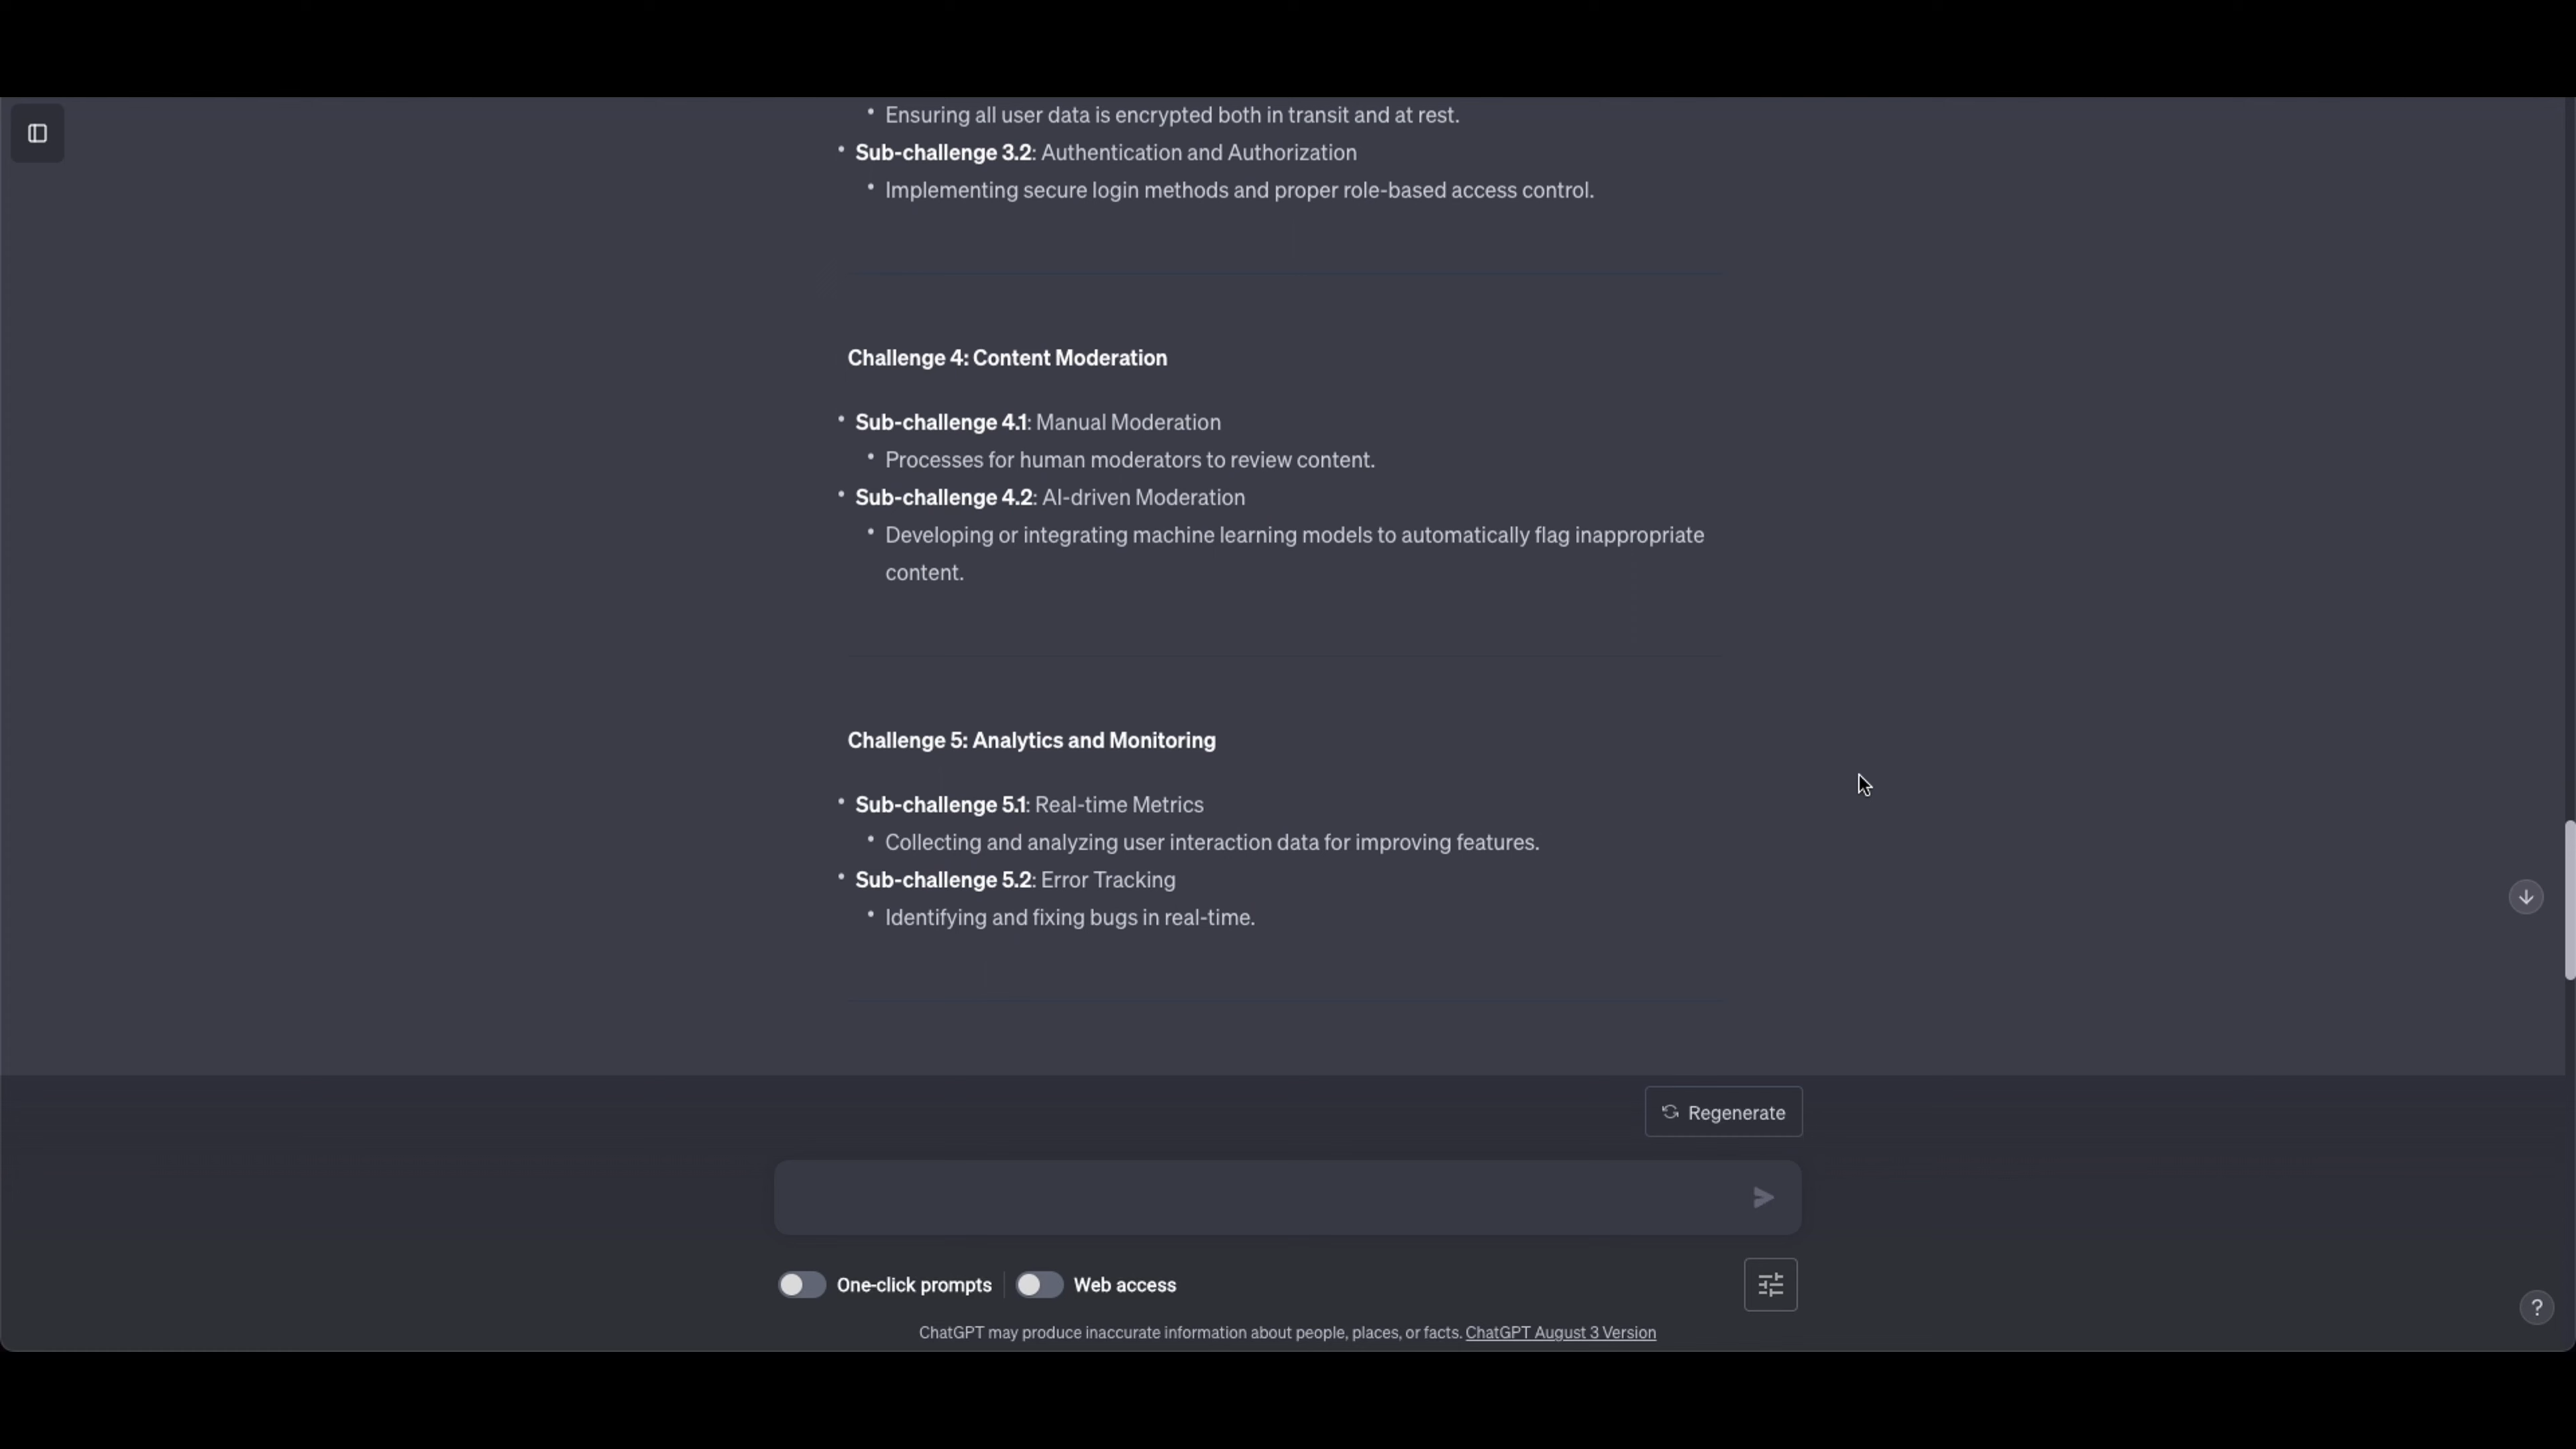 • Ensuring all user data is encrypted both in transit and at rest.
• Sub-challenge 3.2: Authentication and Authorization
• Implementing secure login methods and proper role-based access control.
Challenge 4: Content Moderation
• Sub-challenge 4.1: Manual Moderation
• Processes for human moderators to review content.
• Sub-challenge 4.2: AI-driven Moderation
• Developing or integrating machine learning models to automatically flag inappropriate
content.
Challenge 5: Analytics and Monitoring
• Sub-challenge 5.1: Real-time Metrics
• Collecting and analyzing user interaction data for improving features.
• Sub-challenge 5.2: Error Tracking
• Identifying and fixing bugs in real-time.
Regenerate
One-click prompts Web access
?
ChatGPT may produce inaccurate information about people, places, or facts. ChatGPT August 3 Version